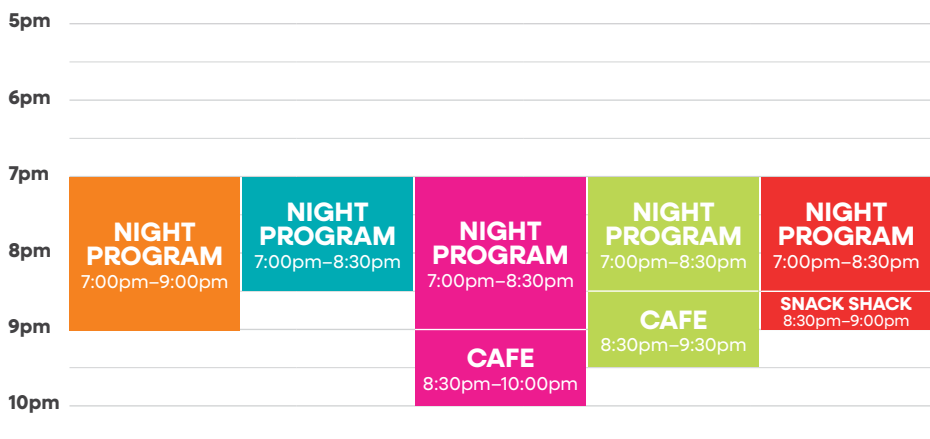 5pm
6pm
7pm
8pm
9pm
10pm
NIGHT
PROGRAM
7:00pm–9:00pm
NIGHT
PROGRAM
7:00pm–8:30pm
NIGHT
PROGRAM
7:00pm–8:30pm
CAFE
8:30pm–10:00pm
NIGHT
PROGRAM
7:00pm–8:30pm
CAFE
8:30pm–9:30pm
NIGHT
PROGRAM
7:00pm–8:30pm
SNACK SHACK
8:30pm–9:00pm